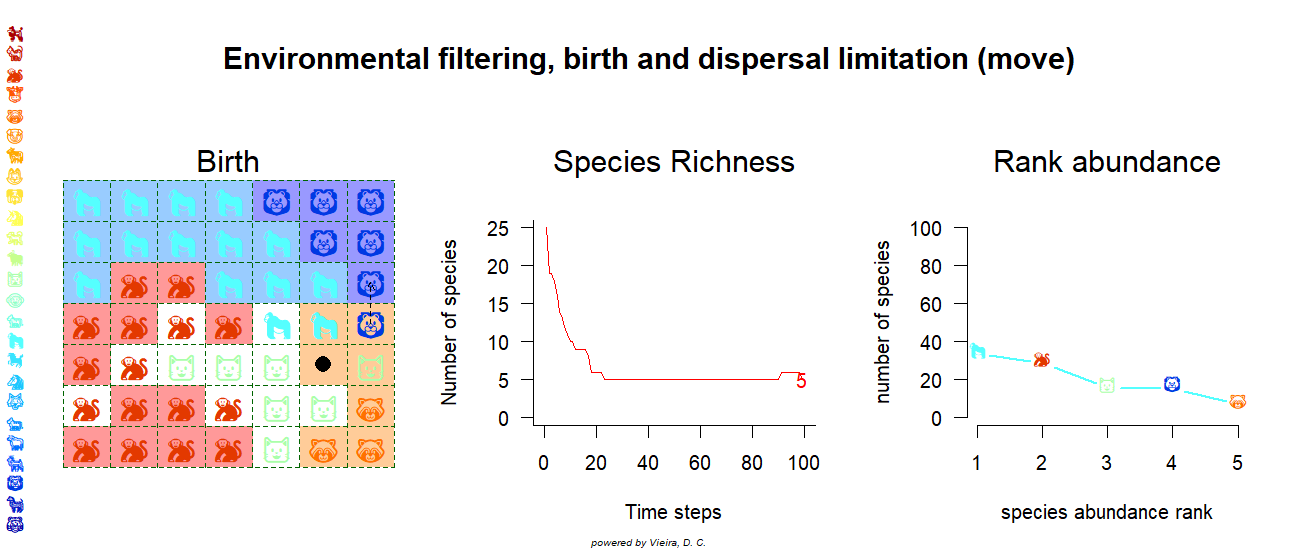 Environmental filtering, birth and dispersal limitation (move)
Birth
Species Richness
Number of species
25
20
15
10
5
0
5
0 20 40 60 80 100
Time steps
Rank abundance
number of species
100
80
60
40
20
0
1 2 3 4 5
species abundance rank
powered by Vieira, D. C.